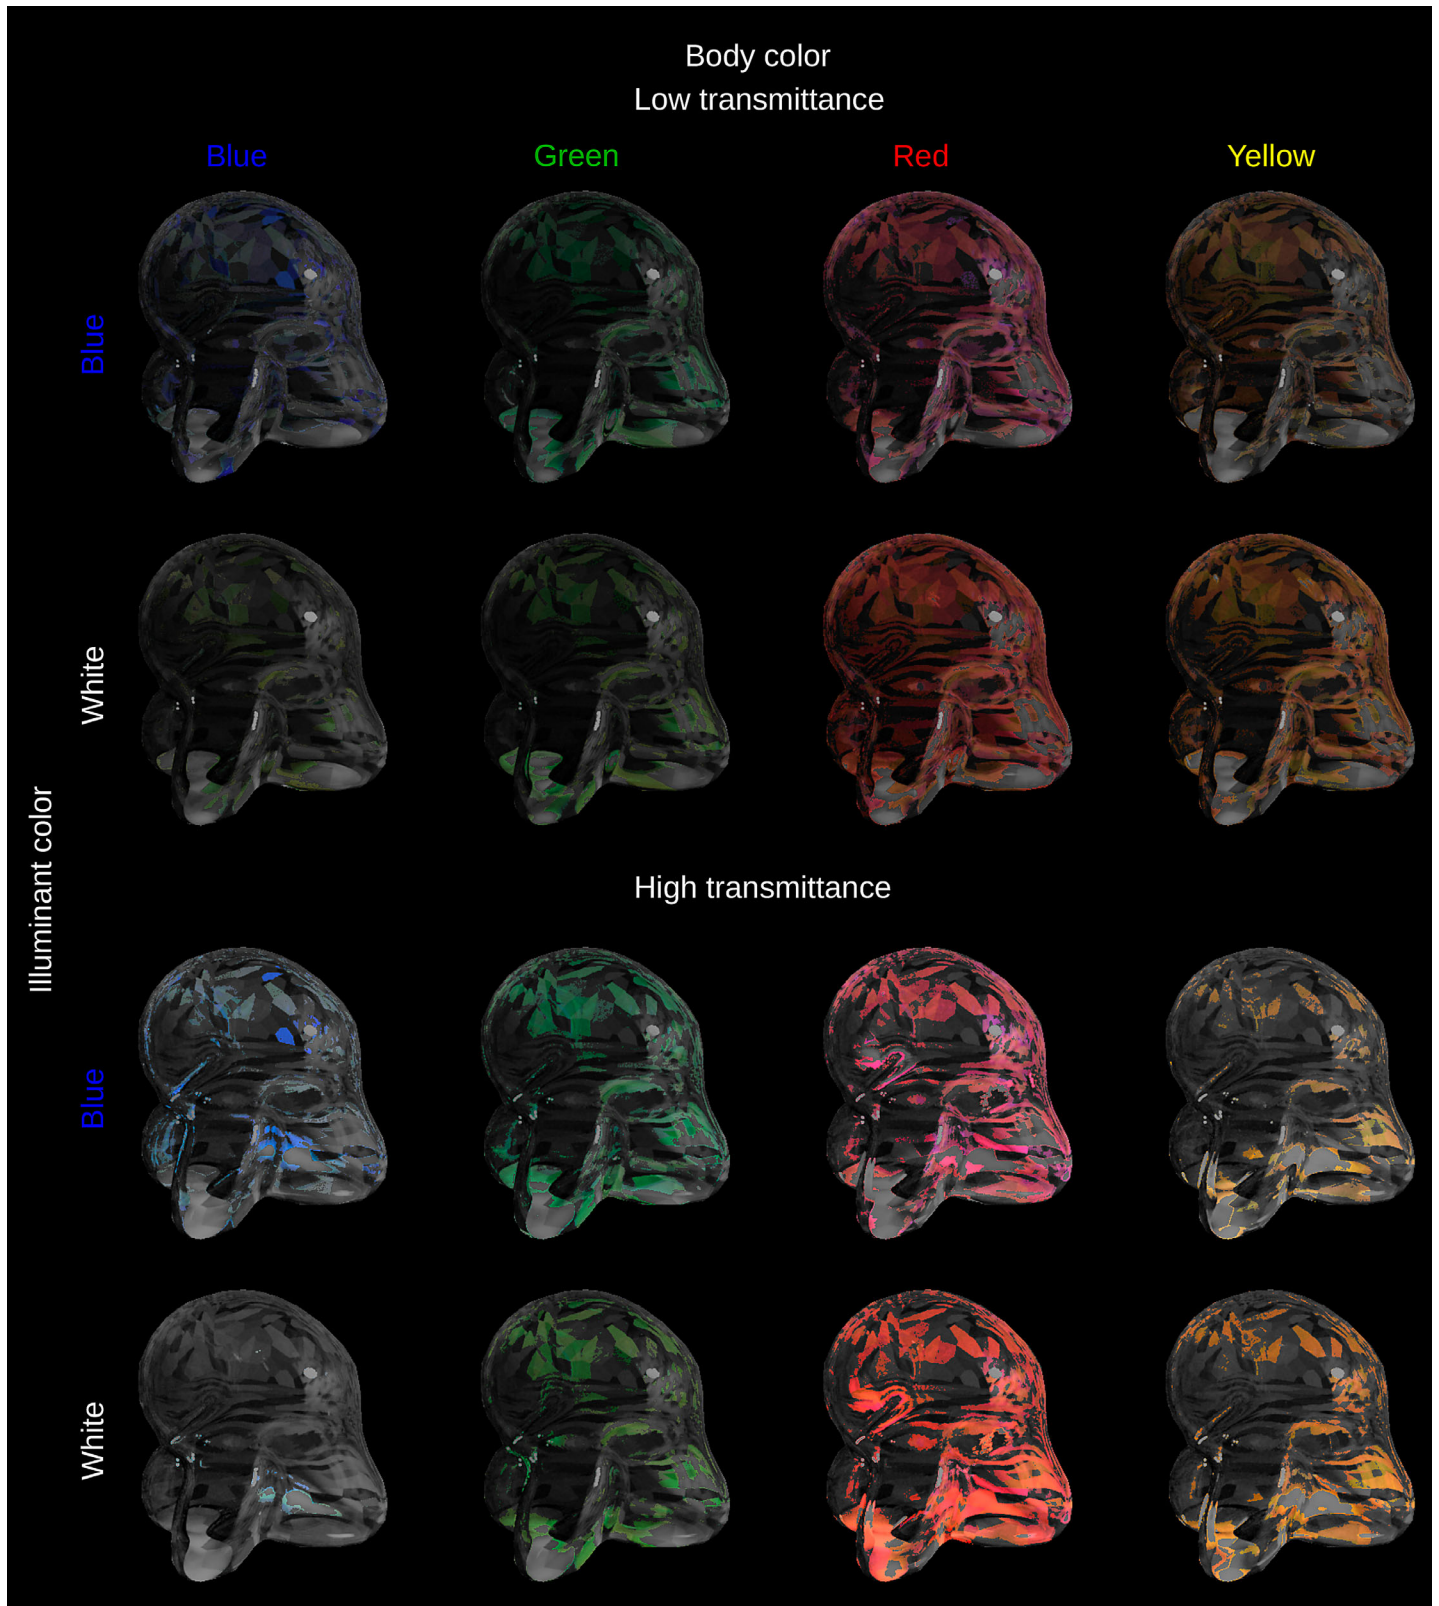 Body color
Low transmittance
Blue Green Red Yellow
Blue
White
Illuminant color
High transmittance
Blue
White